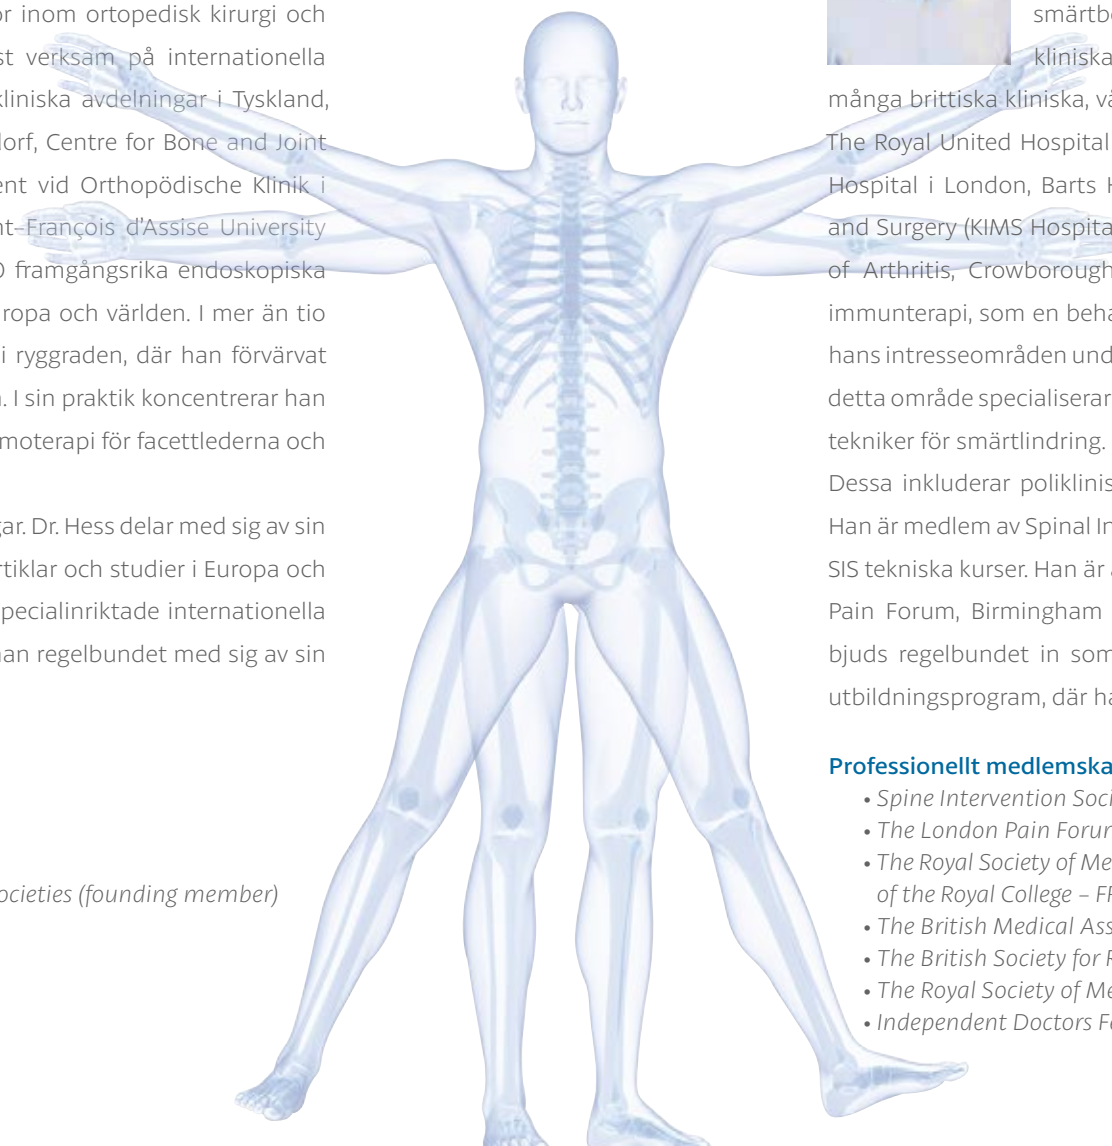 or inom ortopedisk kirurgi och
st verksam på internationella
kliniska avdelningar i Tyskland,
dorf, Centre for Bone and Joint
ent vid Orthopödische Klinik i
nt-François d’Assise University
0 framgångsrika endoskopiska
ropa och världen. I mer än tio
i ryggraden, där han förvärvat
. I sin praktik koncentrerar han
moterapi för facettlederna och
gar. Dr. Hess delar med sig av sin
rtiklar och studier i Europa och
specialinriktade internationella
han regelbundet med sig av sin
ocieties (founding member)
smärtbe
kliniska
många brittiska kliniska, vå
The Royal United Hospital
Hospital i London, Barts H
and Surgery (KIMS Hospita
of Arthritis, Crowborough
immunterapi, som en beha
hans intresseområden und
detta område specialiserar
tekniker för smärtlindring.
Dessa inkluderar poliklinis
Han är medlem av Spinal In
SIS tekniska kurser. Han är a
Pain Forum, Birmingham
bjuds regelbundet in som
utbildningsprogram, där ha
Professionellt medlemska
• Spine Intervention Soci
• The London Pain Forum
• The Royal Society of Me
of the Royal College – FR
• The British Medical Ass
• The British Society for R
• The Royal Society of Me
• Independent Doctors Fe